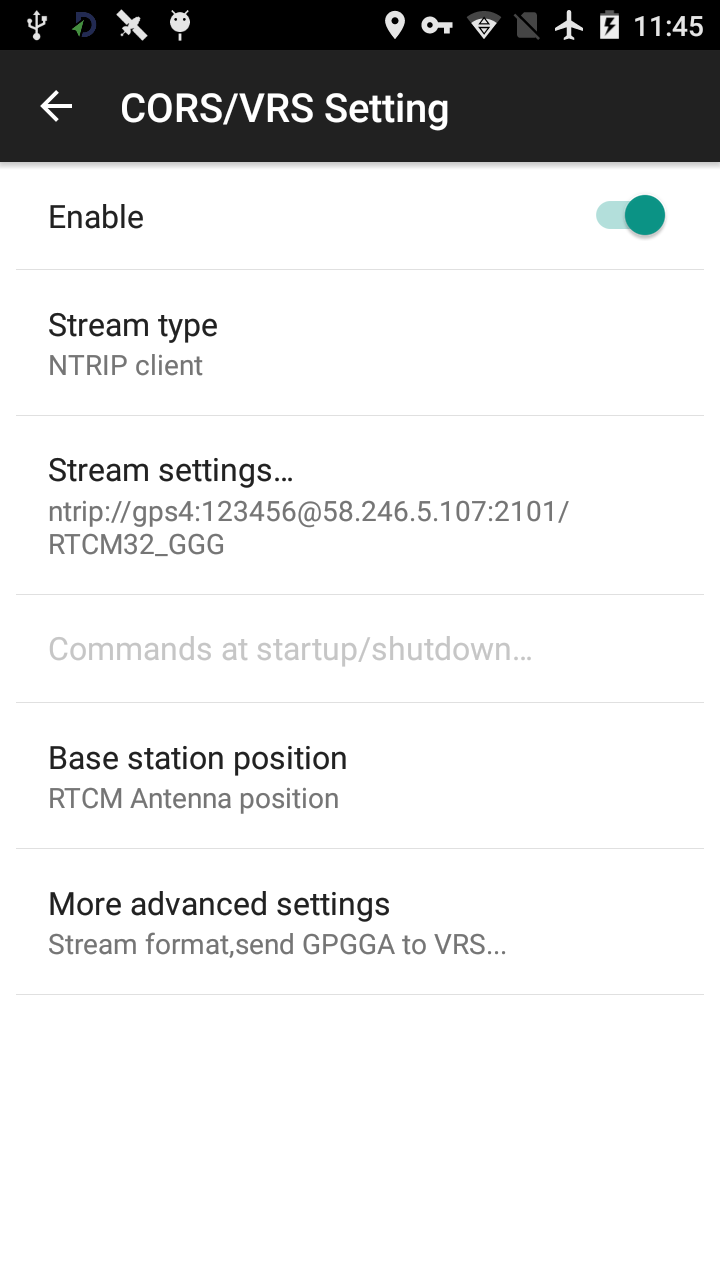 11:45
CORS/VRS Setting
Enable
Stream type
NTRIP client
Stream settings...
ntrip://gps4:123456@58.246.5.107:2101/
RTCM32_GGG
Commands at startup/shutdown...
Base station position
RTCM Antenna position
More advanced settings
Stream format,send GPGGA to VRS...